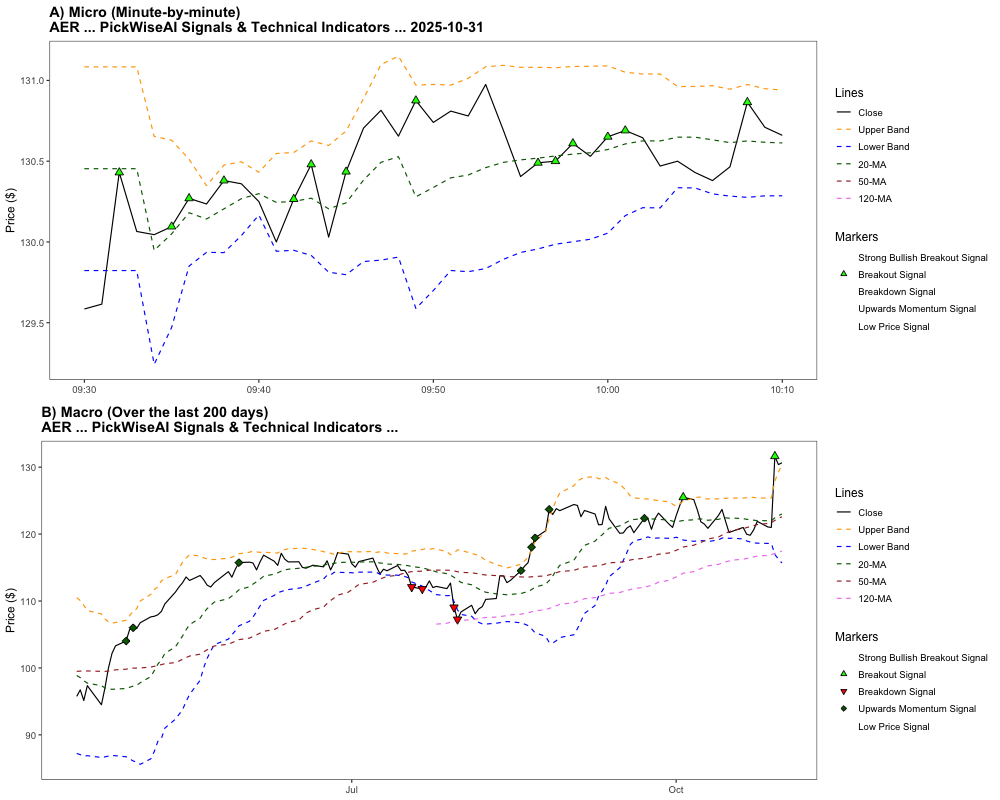 A) Micro (Minute-by-minute)
AER ... PickWiseAI Signals & Technical Indicators ... 2025-10-31
Price ($)
131.0
130.5
130.0
129.5
09:30
09:40
09:50
10:00
10:10
Lines
Close
Upper Band
Lower Band
20-MA
50-MA
120-MA
Markers
Strong Bullish Breakout Signal
Breakout Signal
Breakdown Signal
Upwards Momentum Signal
Low Price Signal
B) Macro (Over the last 200 days)
AER ... PickWiseAI Signals & Technical Indicators ...
Price ($)
130
120
110
100
90
Jul
Oct
Lines
Close
Upper Band
Lower Band
20-MA
50-MA
120-MA
Markers
Strong Bullish Breakout Signal
Breakout Signal
Breakdown Signal
Upwards Momentum Signal
Low Price Signal